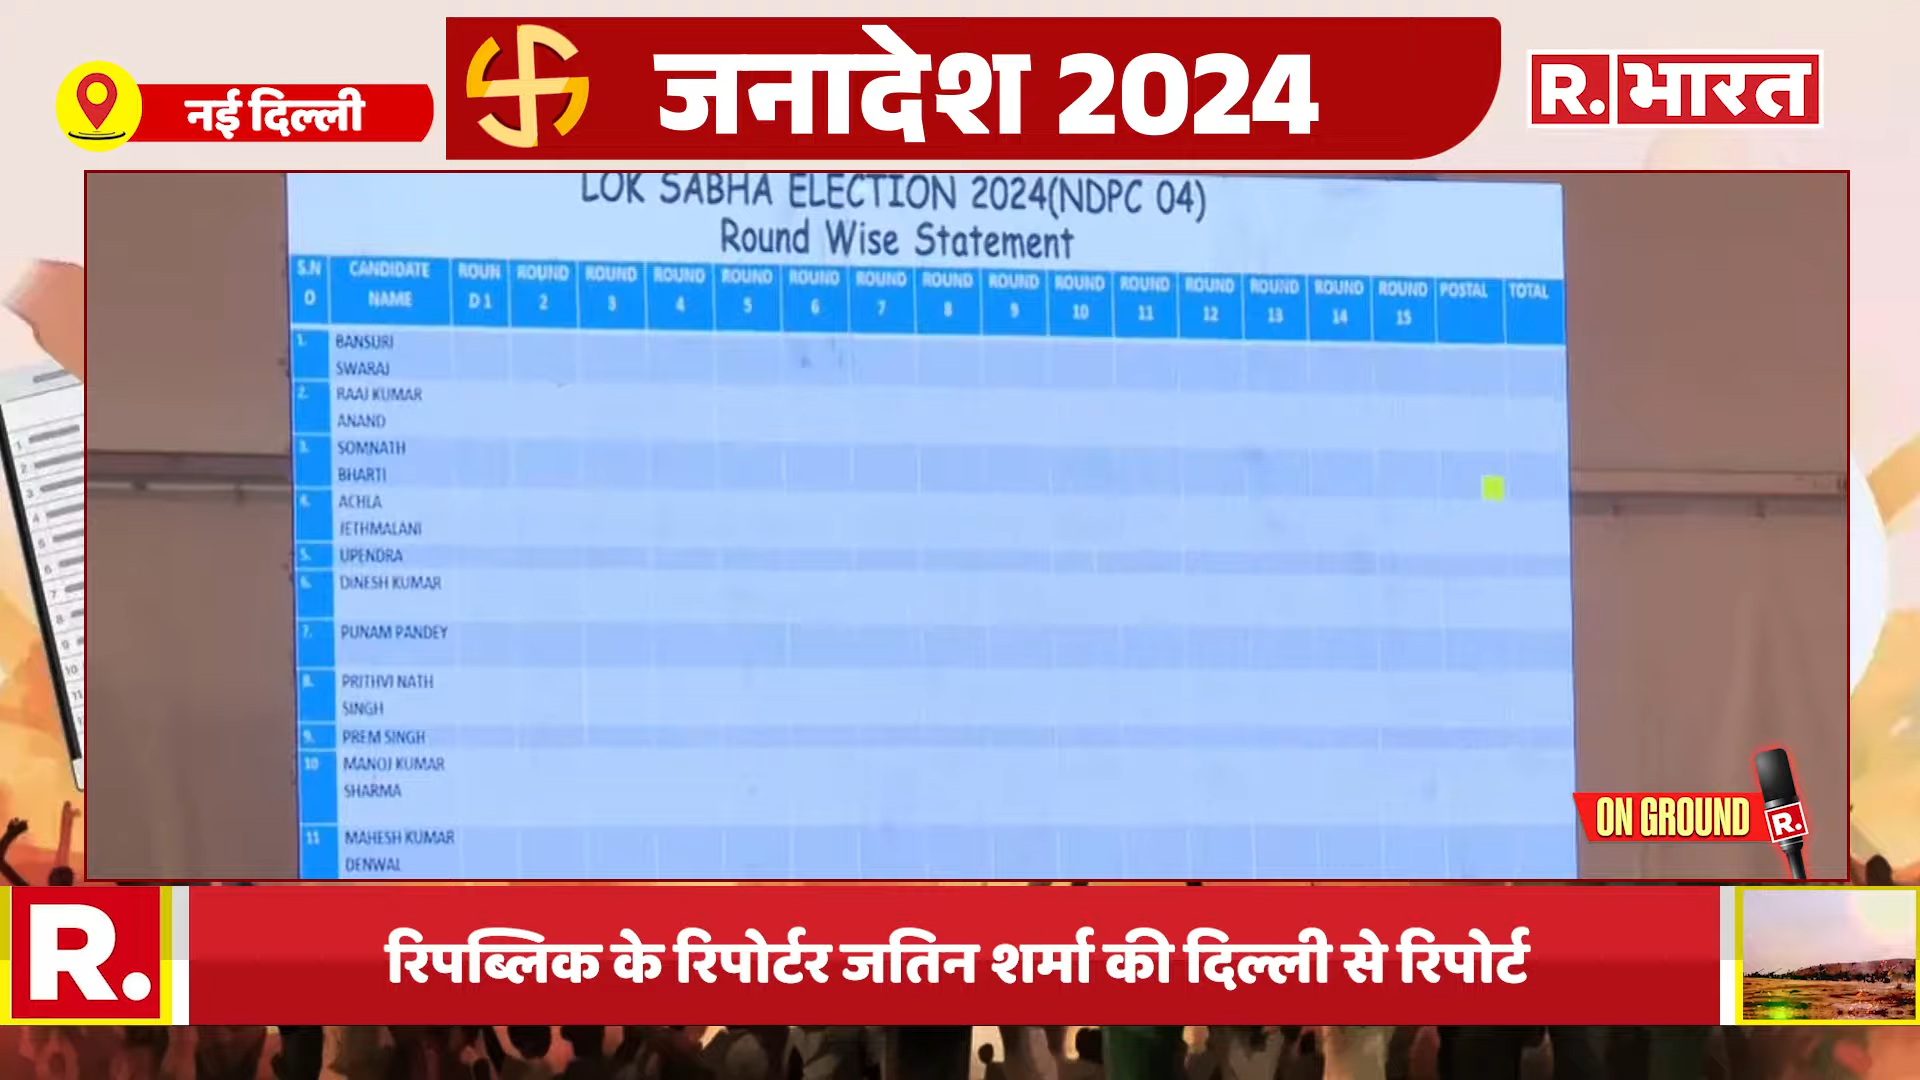 जनादेश 2024
नई दिल्ली
R. भारत
LOK SABHA ELECTION 2024(NDPC 04)
Round Wise Statement
S.N O CANDIDATE NAME ROUN D 1 ROUND 2 ROUND 3 ROUND 4 ROUND 5 ROUND 6 ROUND 7 ROUND 8 ROUND 9 ROUND 10 ROUND 11 ROUND 12 ROUND 13 ROUND 14 ROUND 15 POSTAL TOTAL
1. BANSURI
SWARAJ
2. RAAJ KUMAR
ANAND
3. SOMNATH
BHARTI
4. ACHLA
JETHMALANI
5. UPENDRA
6. DINESH KUMAR
7. PUNAM PANDEY
8. PRITHVI NATH
SINGH
9. PREM SINGH
10 MANOJ KUMAR
SHARMA
11 MAHESH KUMAR
DENWAL
ON GROUND
R.
R.
रिपब्लिक के रिपोर्टर जतिन शर्मा की दिल्ली से रिपोर्ट